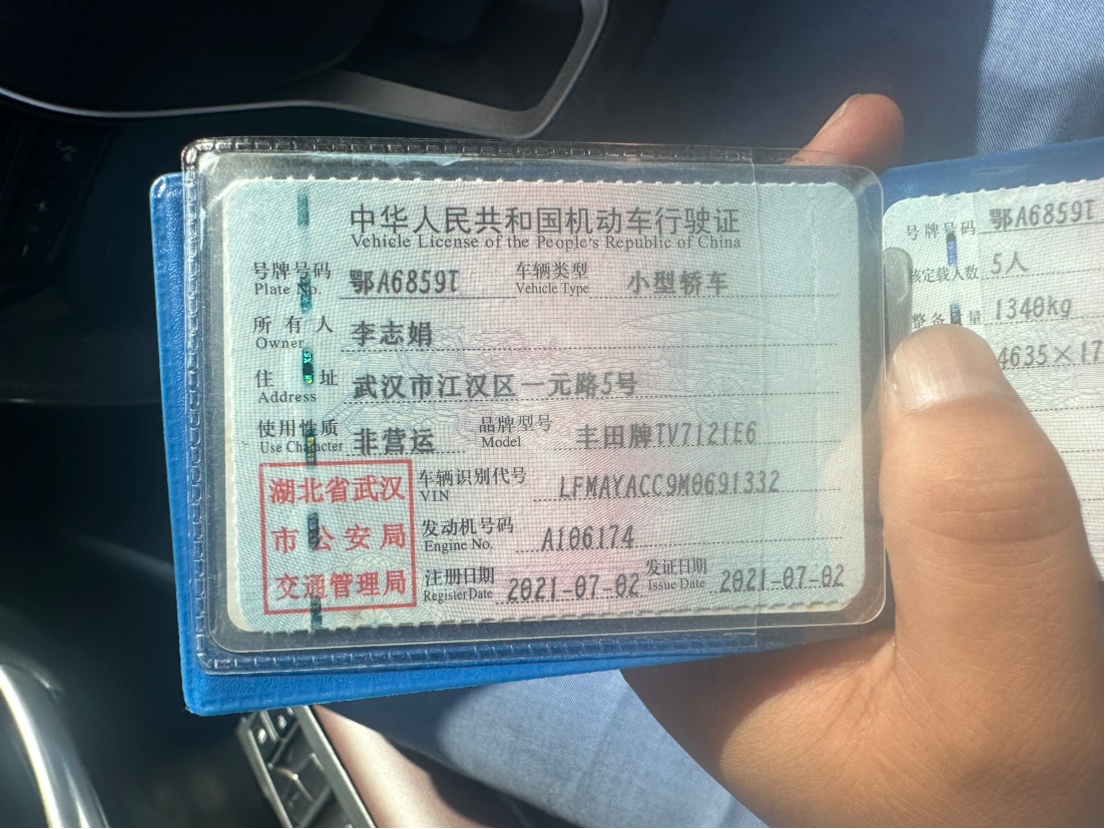 中华人民共和国机动车行驶证
Vehicle License of the People's Republic of China
号牌号码 鄂A6859T 车辆类型 小型轿车
Plate No. Vehicle Type
所有人 李志娟
Owner
住址 武汉市江汉区一元路5号
Address
使用性质 非营运 品牌型号 丰田牌TV7121E6
Use Character Model
车辆识别代号 LFMAYACC9M0691332
VIN
发动机号码 A106174
Engine No.
注册日期 2021-07-02 发证日期 2021-07-02
Register Date Issue Date
湖北省武汉
市公安局
交通管理局
号牌号码 鄂A6859T
核定载人数 5人
整备质量 1340kg
4635×17